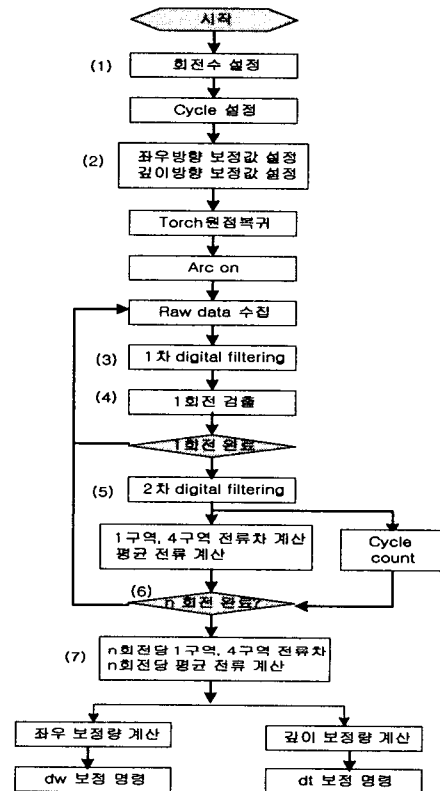 시작
(1)
회전수 설정
Cycle 설정
(2)
좌우방향 보정값 설정
깊이방향 보정값 설정
Torch원점복귀
Arc on
Raw data 수집
(3)
1차 digital filtering
(4)
1회전 검출
1회전 완료
(5)
2차 digital filtering
1구역, 4구역 전류차 계산
평균 전류 계산
Cycle
count
(6)
n 회전 완료?
(7)
n회전당 1구역, 4구역 전류차
n회전당 평균 전류 계산
좌우 보정량 계산
깊이 보정량 계산
dw 보정 명령
dt 보정 명령